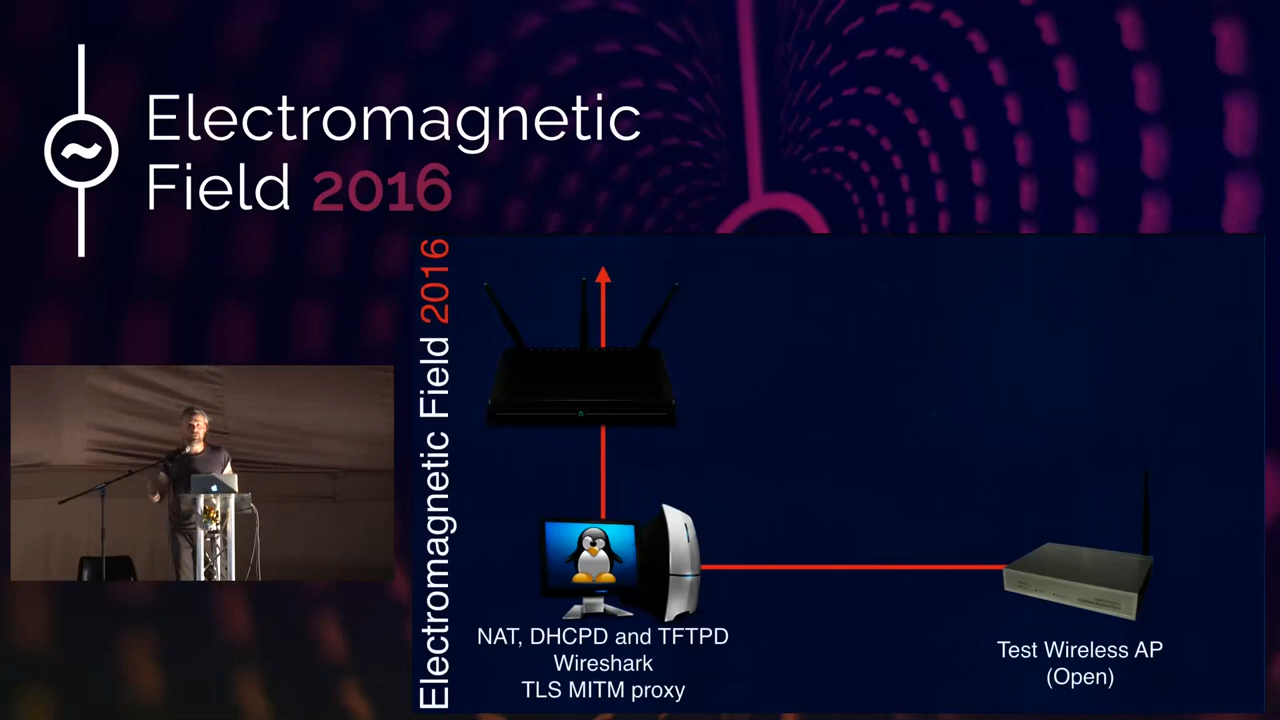 Electromagnetic
Field 2016
Electromagnetic Field 2016
NAT, DHCPD and TFTPD
Wireshark
TLS MITM proxy
Test Wireless AP
(Open)